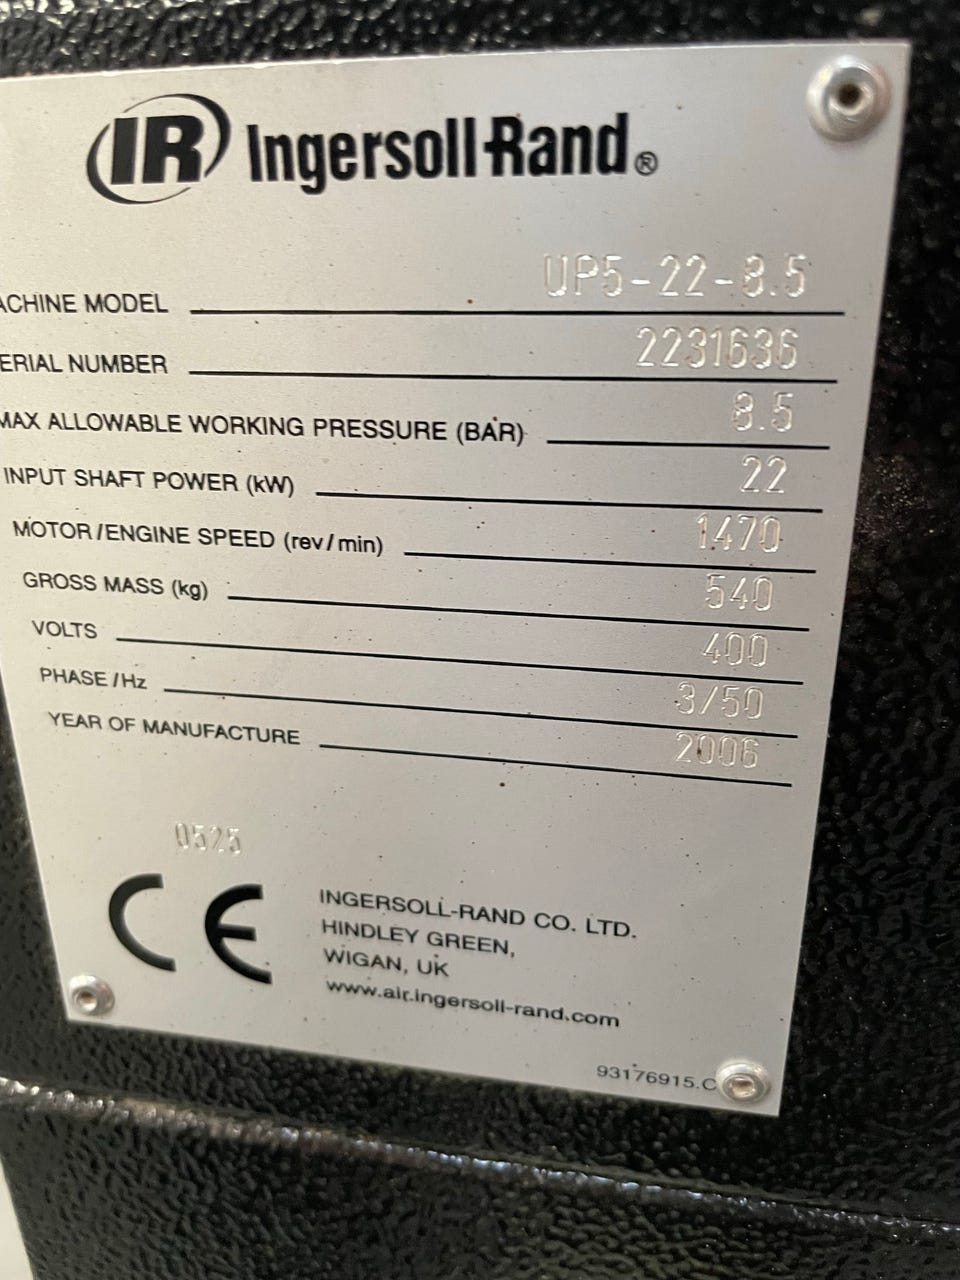 IR Ingersoll-Rand®
ACHINE MODEL UP5-22-8.5
ERIAL NUMBER 2231636
MAX ALLOWABLE WORKING PRESSURE (BAR) 8.5
INPUT SHAFT POWER (kW) 22
MOTOR/ENGINE SPEED (rev/min) 1470
GROSS MASS (kg) 540
VOLTS 400
PHASE/Hz 3/50
YEAR OF MANUFACTURE 2006
0525
CE
INGERSOLL-RAND CO. LTD.
HINDLEY GREEN,
WIGAN, UK
www.air.ingersoll-rand.com
93176915.C